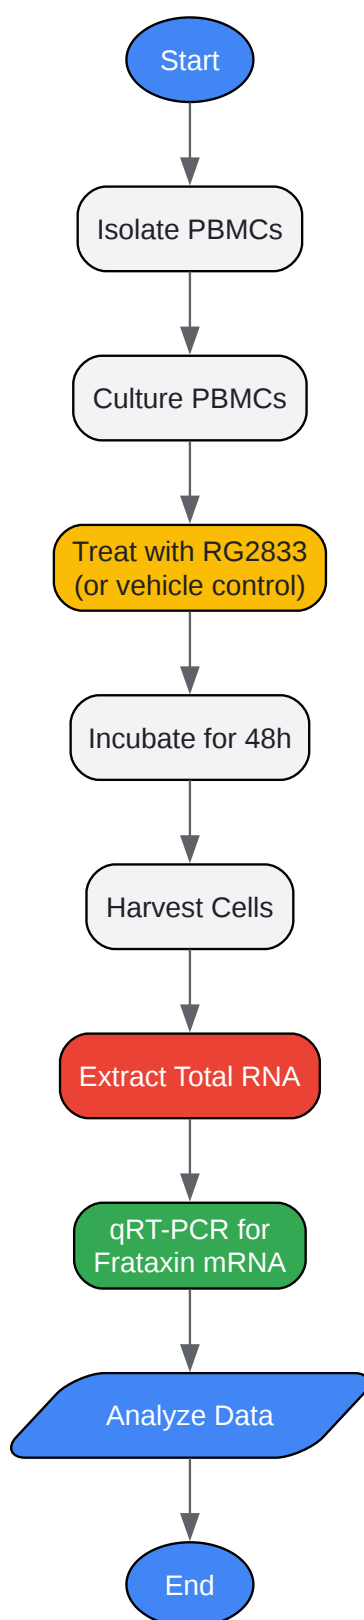 Start
Isolate PBMCs
Culture PBMCs
Treat with RG2833
(or vehicle control)
Incubate for 48h
Harvest Cells
Extract Total RNA
qRT-PCR for
Frataxin mRNA
Analyze Data
End